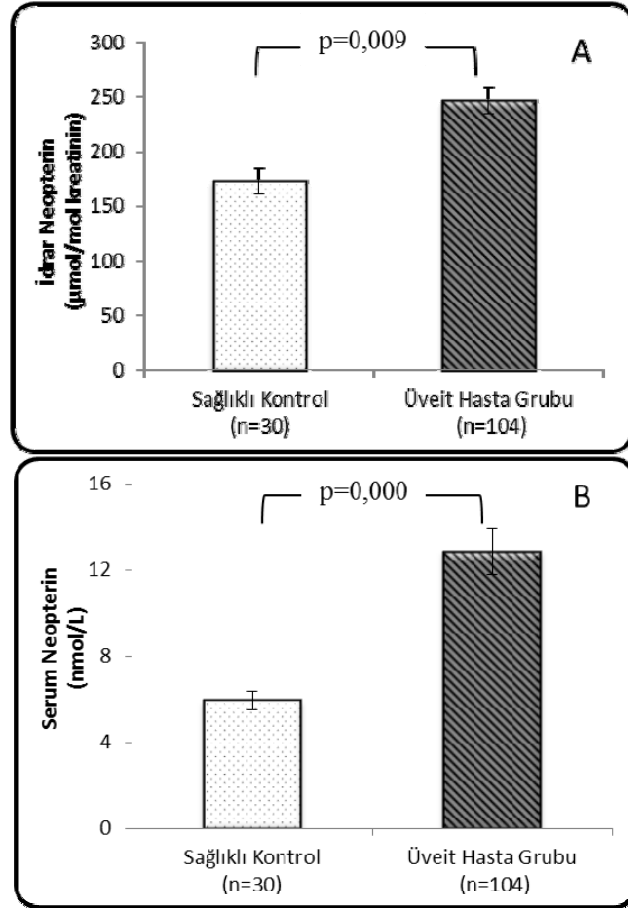 p=0,009
A
300
250
200
150
100
50
0
İdrar Neopterin
(µmol/mol kreatinin)
Sağlıklı Kontrol
(n=30)
Üveit Hasta Grubu
(n=104)
p=0,000
B
16
12
8
4
0
Serum Neopterin
(nmol/L)
Sağlıklı Kontrol
(n=30)
Üveit Hasta Grubu
(n=104)